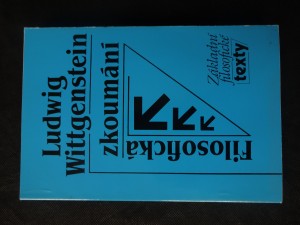 Ludwig
Wittgenstein
Filosofická
zkoumání
Základní
filosofické
texty